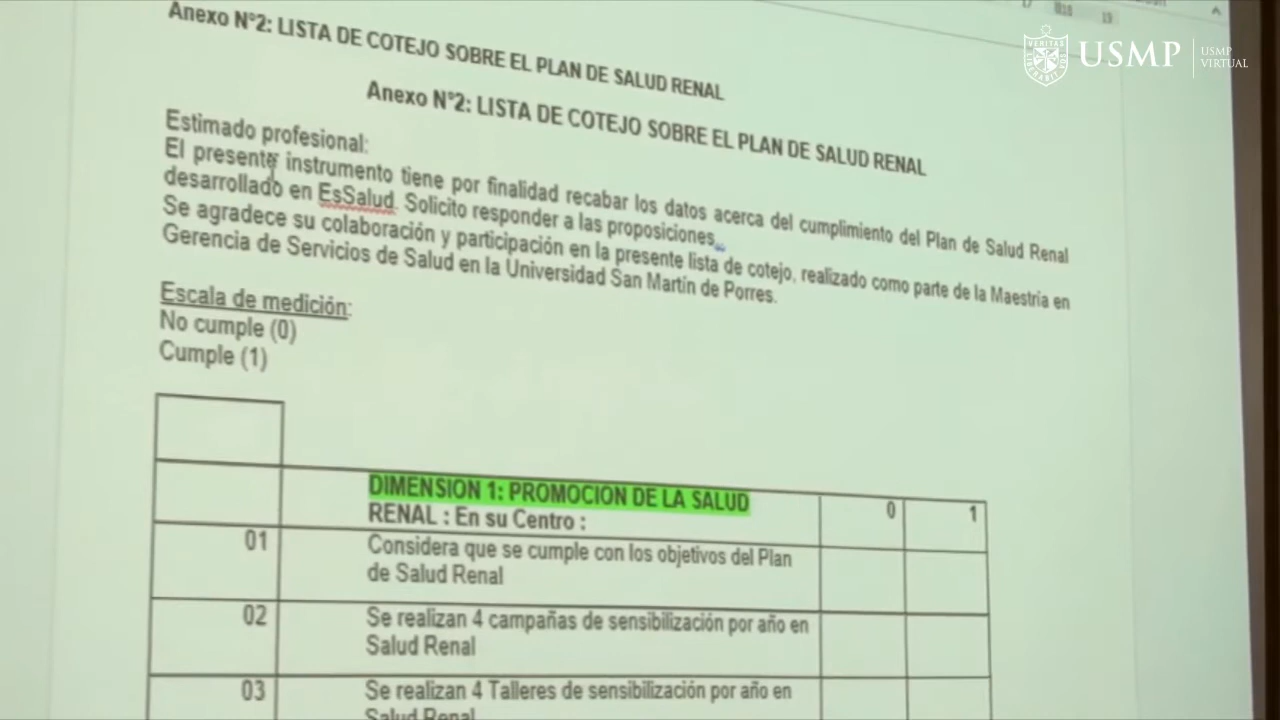 18
19
VERITAS
USMP
USMP
VIRTUAL
Anexo N°2: LISTA DE COTEJO SOBRE EL PLAN DE SALUD RENAL
Anexo N°2: LISTA DE COTEJO SOBRE EL PLAN DE SALUD RENAL
Estimado profesional:
El presente instrumento tiene por finalidad recabar los datos acerca del cumplimiento del Plan de Salud Renal
desarrollado en EsSalud. Solicito responder a las proposiciones.
Se agradece su colaboración y participación en la presente lista de cotejo, realizado como parte de la Maestría en
Gerencia de Servicios de Salud en la Universidad San Martín de Porres.
Escala de medición:
No cumple (0)
Cumple (1)
DIMENSION 1: PROMOCION DE LA SALUD
RENAL : En su Centro :
0
1
01
Considera que se cumple con los objetivos del Plan
de Salud Renal
02
Se realizan 4 campañas de sensibilización por año en
Salud Renal
03
Se realizan 4 Talleres de sensibilización por año en
Salud Renal